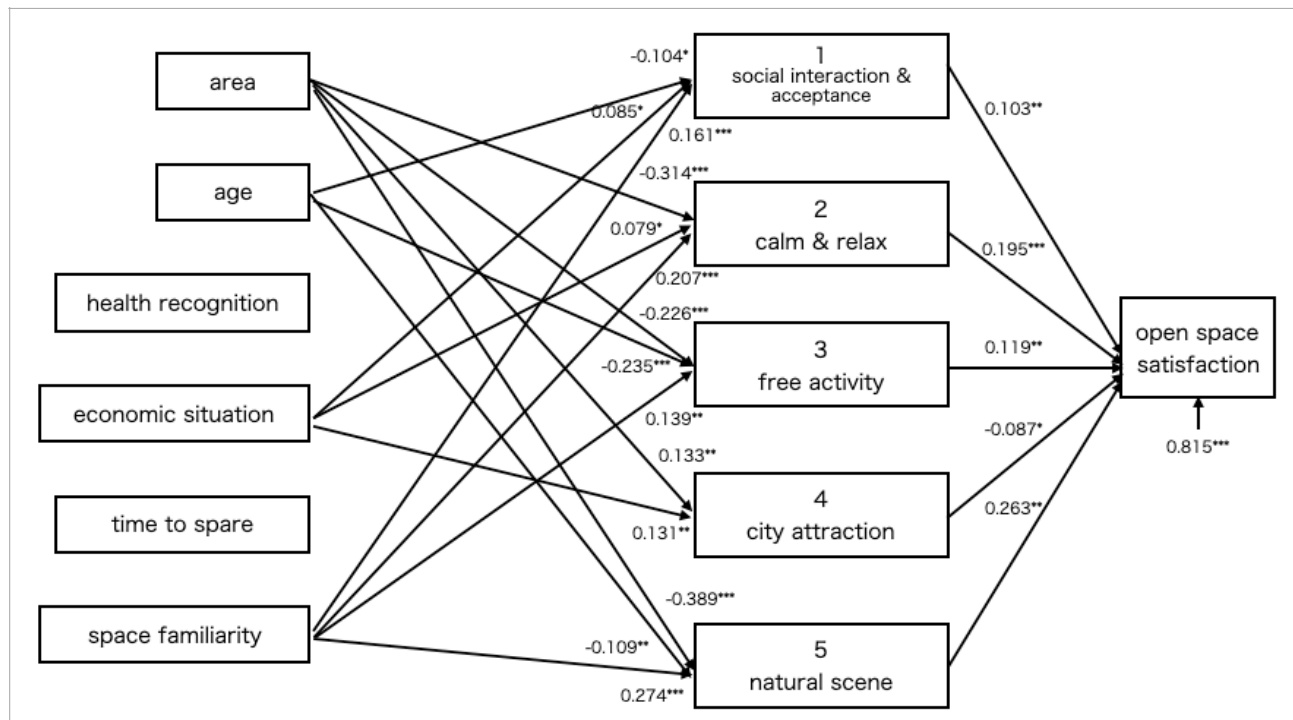 area
age
health recognition
economic situation
time to spare
space familiarity
-0.104*
0.085*
0.161***
-0.314***
0.079*
0.207***
-0.226***
-0.235***
0.139**
0.133**
0.131**
-0.389***
-0.109**
0.274***
1
social interaction &
acceptance
2
calm & relax
3
free activity
4
city attraction
5
natural scene
0.103**
0.195***
0.119**
-0.087*
0.263**
open space
satisfaction
0.815***